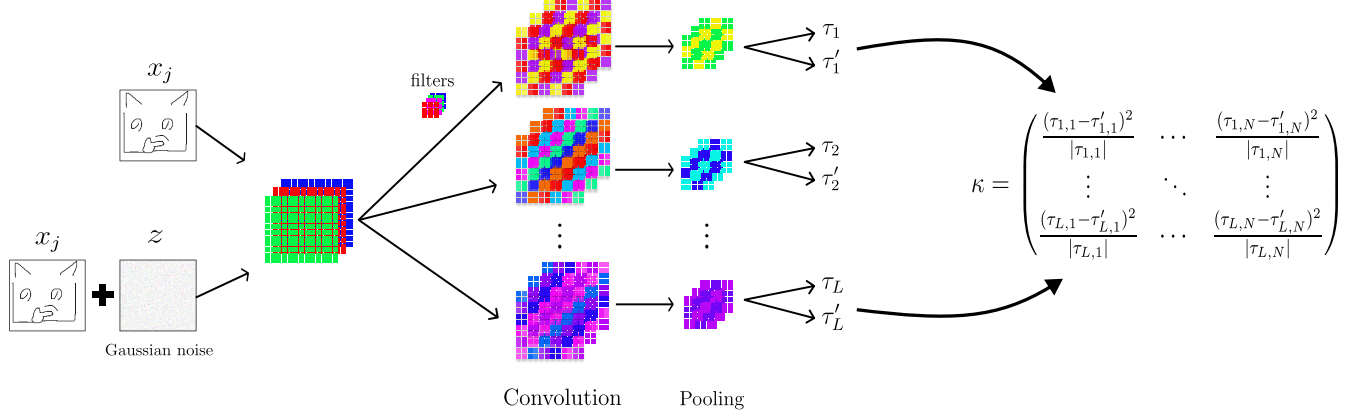 x_j
x_j + z
Gaussian noise
filters
Convolution
Pooling
τ_1
τ′_1
τ_2
τ′_2
⋮ ⋮
τ_L
τ′_L
κ = ( (τ_{1,1}−τ′_{1,1})² / |τ_{1,1}| ⋯ (τ_{1,N}−τ′_{1,N})² / |τ_{1,N}|
⋮ ⋱ ⋮
(τ_{L,1}−τ′_{L,1})² / |τ_{L,1}| ⋯ (τ_{L,N}−τ′_{L,N})² / |τ_{L,N}| )